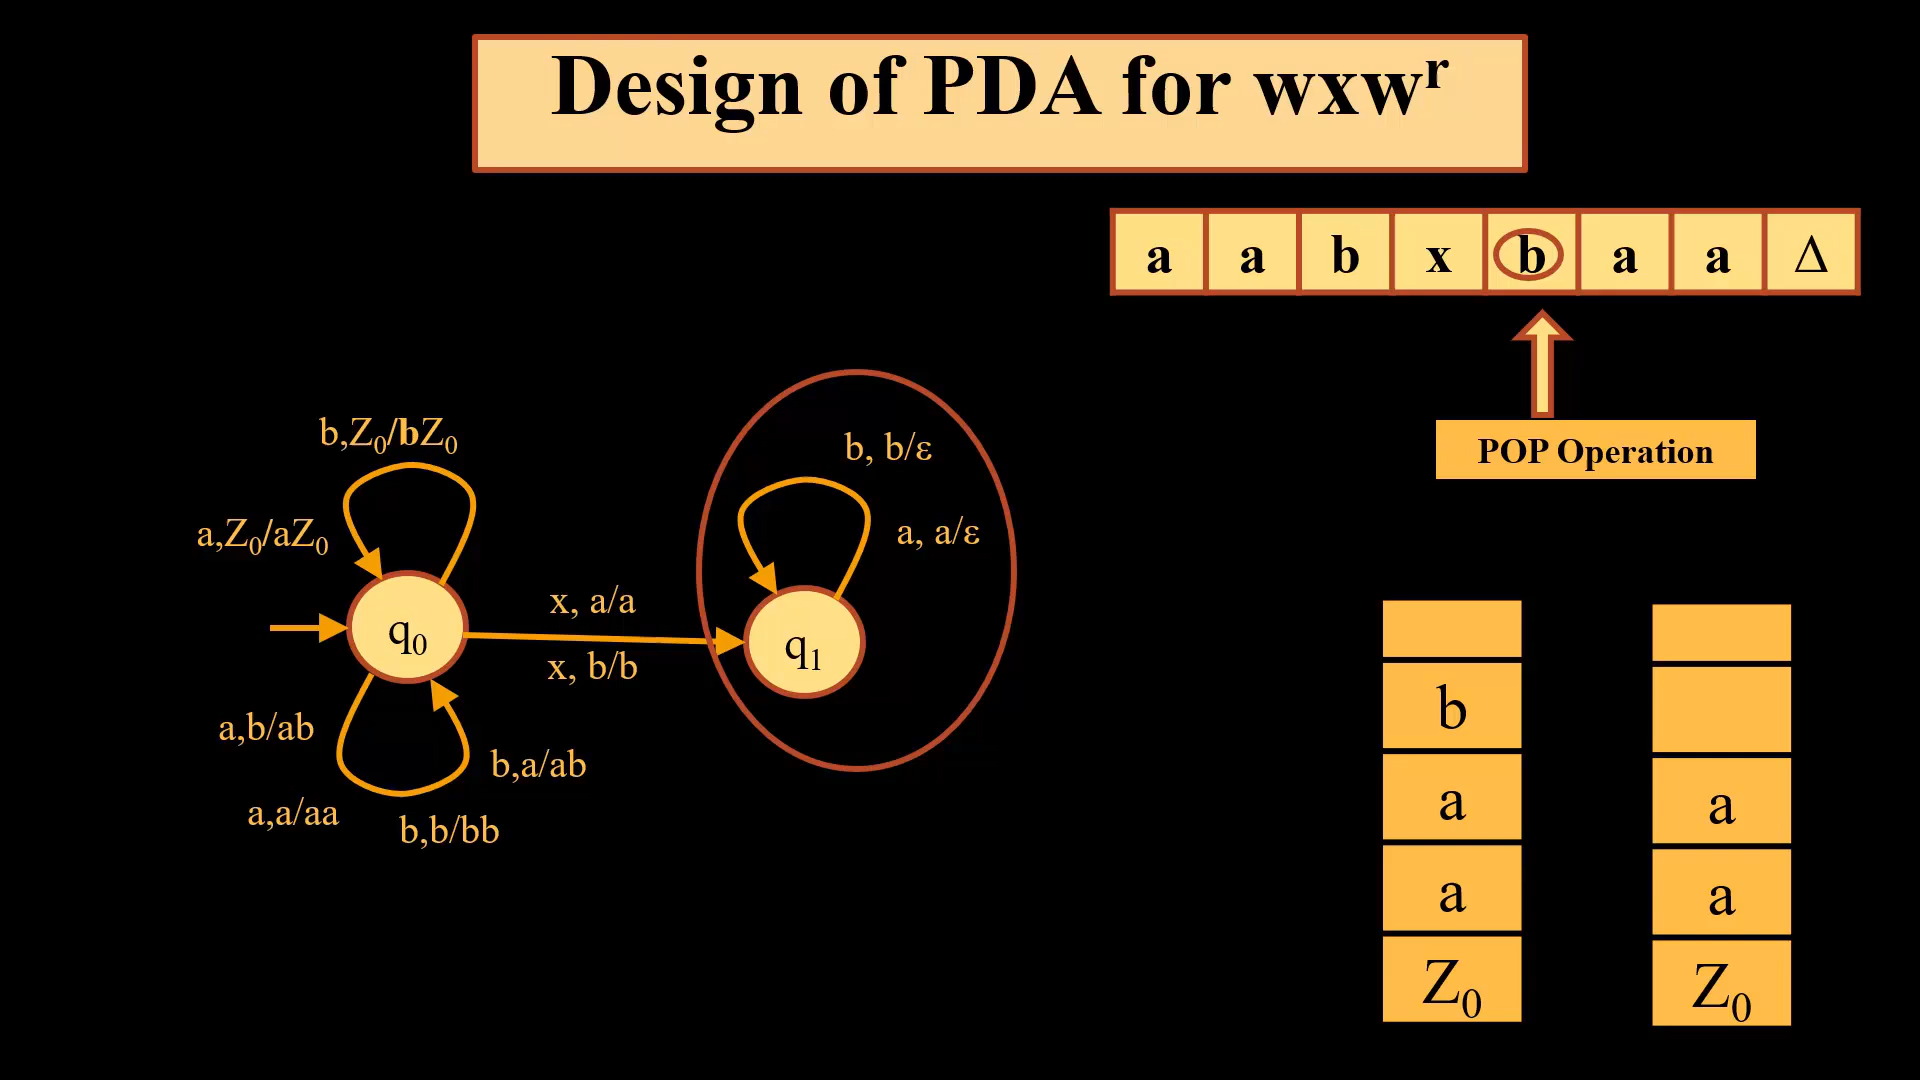 Design of PDA for wxwʳ
a a b x b a a Δ
POP Operation
b,Z₀/bZ₀
a,Z₀/aZ₀
b, b/ε
a, a/ε
x, a/a
q₀
q₁
x, b/b
a,b/ab
b,a/ab
a,a/aa
b,b/bb
b
a
a
Z₀
a
a
Z₀